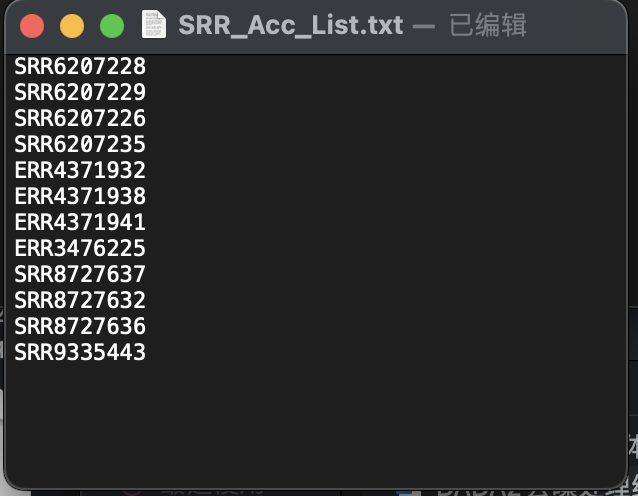 SRR_Acc_List.txt — 已编辑
SRR6207228
SRR6207229
SRR6207226
SRR6207235
ERR4371932
ERR4371938
ERR4371941
ERR3476225
SRR8727637
SRR8727632
SRR8727636
SRR9335443